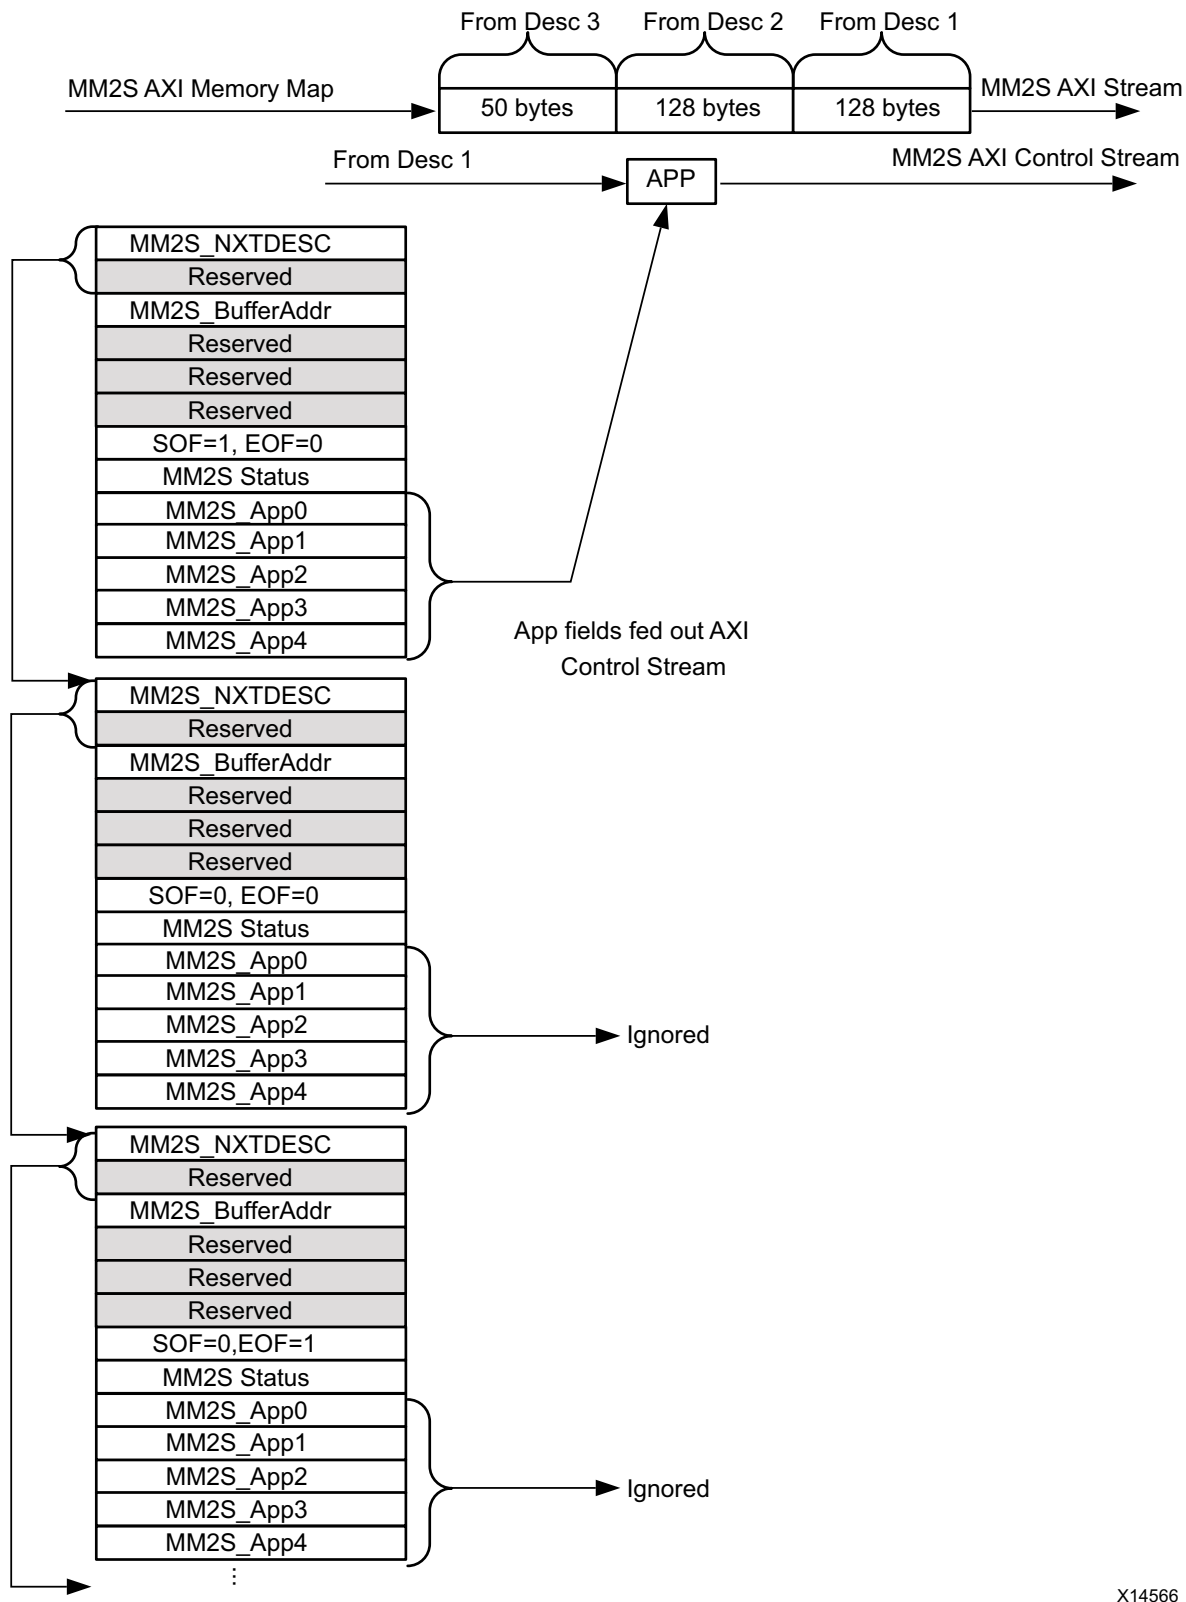 From Desc 3 From Desc 2 From Desc 1
MM2S AXI Memory Map 50 bytes 128 bytes 128 bytes MM2S AXI Stream
From Desc 1 APP MM2S AXI Control Stream
MM2S_NXTDESC
Reserved
MM2S_BufferAddr
Reserved
Reserved
Reserved
SOF=1, EOF=0
MM2S Status
MM2S_App0
MM2S_App1
MM2S_App2
MM2S_App3
MM2S_App4
App fields fed out AXI
Control Stream
MM2S_NXTDESC
Reserved
MM2S_BufferAddr
Reserved
Reserved
Reserved
SOF=0, EOF=0
MM2S Status
MM2S_App0
MM2S_App1
MM2S_App2
Ignored
MM2S_App3
MM2S_App4
MM2S_NXTDESC
Reserved
MM2S_BufferAddr
Reserved
Reserved
Reserved
SOF=0,EOF=1
MM2S Status
MM2S_App0
MM2S_App1
MM2S_App2
Ignored
MM2S_App3
MM2S_App4
...
X14566